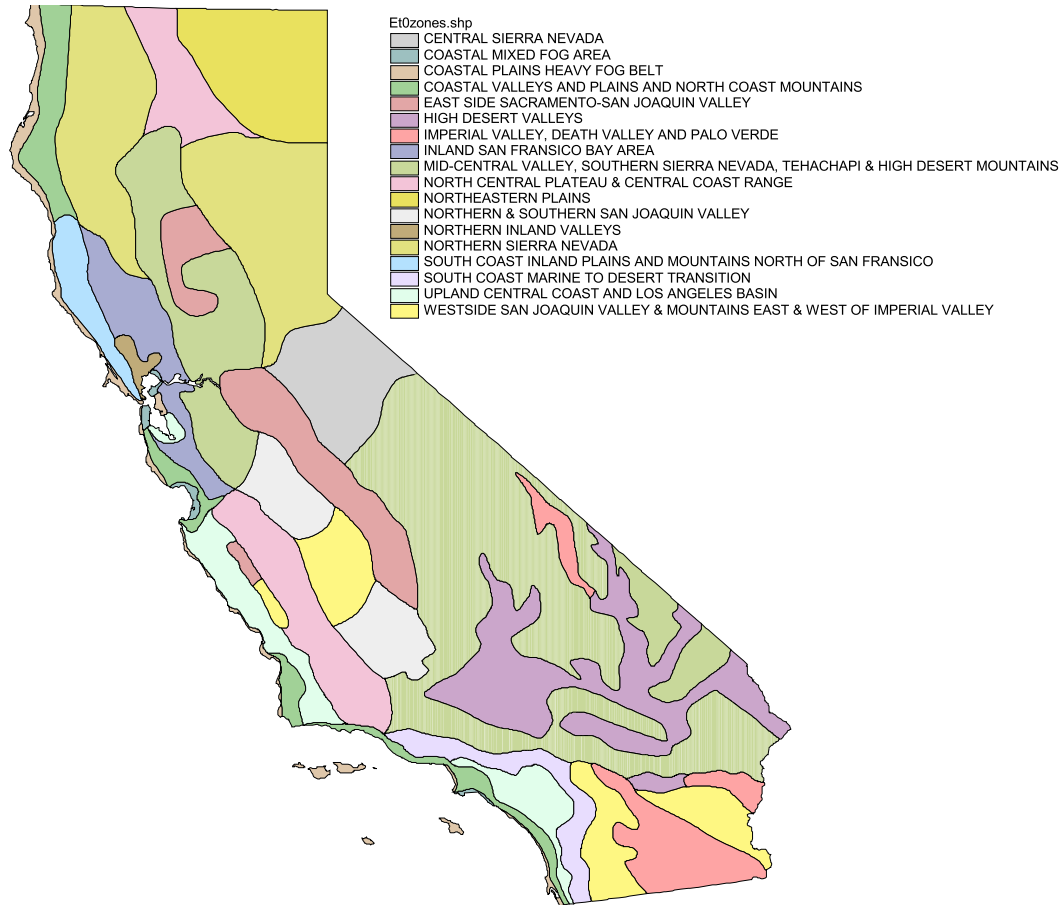 Et0zones.shp
CENTRAL SIERRA NEVADA
COASTAL MIXED FOG AREA
COASTAL PLAINS HEAVY FOG BELT
COASTAL VALLEYS AND PLAINS AND NORTH COAST MOUNTAINS
EAST SIDE SACRAMENTO-SAN JOAQUIN VALLEY
HIGH DESERT VALLEYS
IMPERIAL VALLEY, DEATH VALLEY AND PALO VERDE
INLAND SAN FRANSICO BAY AREA
MID-CENTRAL VALLEY, SOUTHERN SIERRA NEVADA, TEHACHAPI & HIGH DESERT MOUNTAINS
NORTH CENTRAL PLATEAU & CENTRAL COAST RANGE
NORTHEASTERN PLAINS
NORTHERN & SOUTHERN SAN JOAQUIN VALLEY
NORTHERN INLAND VALLEYS
NORTHERN SIERRA NEVADA
SOUTH COAST INLAND PLAINS AND MOUNTAINS NORTH OF SAN FRANSICO
SOUTH COAST MARINE TO DESERT TRANSITION
UPLAND CENTRAL COAST AND LOS ANGELES BASIN
WESTSIDE SAN JOAQUIN VALLEY & MOUNTAINS EAST & WEST OF IMPERIAL VALLEY